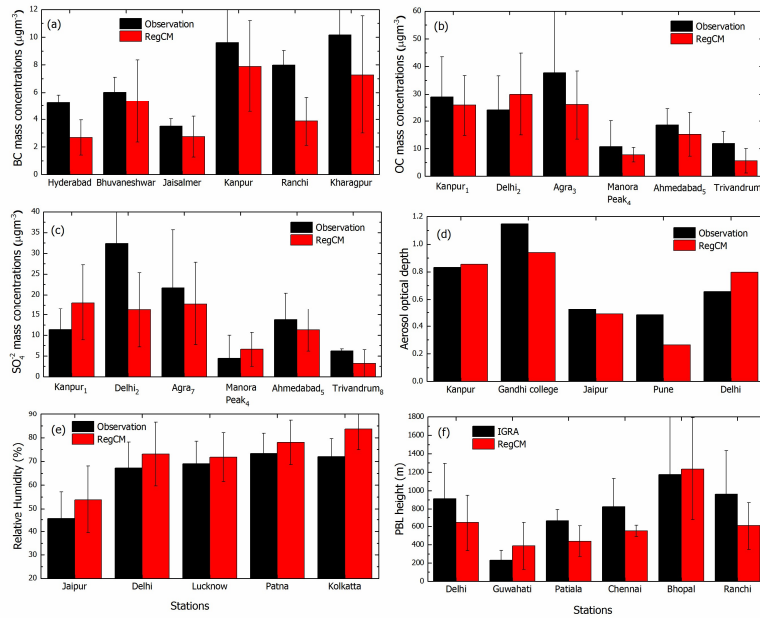 (a)
Observation
RegCM
BC mass concentrations (μgm-3)
12
10
8
6
4
2
0
Hyderabad Bhuvaneshwar Jaisalmer Kanpur Ranchi Kharagpur
(b)
Observation
RegCM
OC mass concentrations (μgm-3)
60
50
40
30
20
10
0
Kanpur1 Delhi2 Agra3 Manora Peak4 Ahmedabad5 Trivandrum
(c)
Observation
RegCM
SO4-2 mass concentrations (μgm-3)
40
35
30
25
20
15
10
5
0
Kanpur1 Delhi2 Agra7 Manora Peak4 Ahmedabad5 Trivandrum8
(d)
Observation
RegCM
Aerosol optical depth
1.2
1.0
0.8
0.6
0.4
0.2
0.0
Kanpur Gandhi college Jaipur Pune Delhi
(e)
Observation
RegCM
Relative Humidity (%)
90
80
70
60
50
40
30
20
Jaipur Delhi Lucknow Patna Kolkatta
Stations
(f)
IGRA
RegCM
PBL height (m)
1800
1600
1400
1200
1000
800
600
400
200
0
Delhi Guwahati Patiala Chennai Bhopal Ranchi
Stations